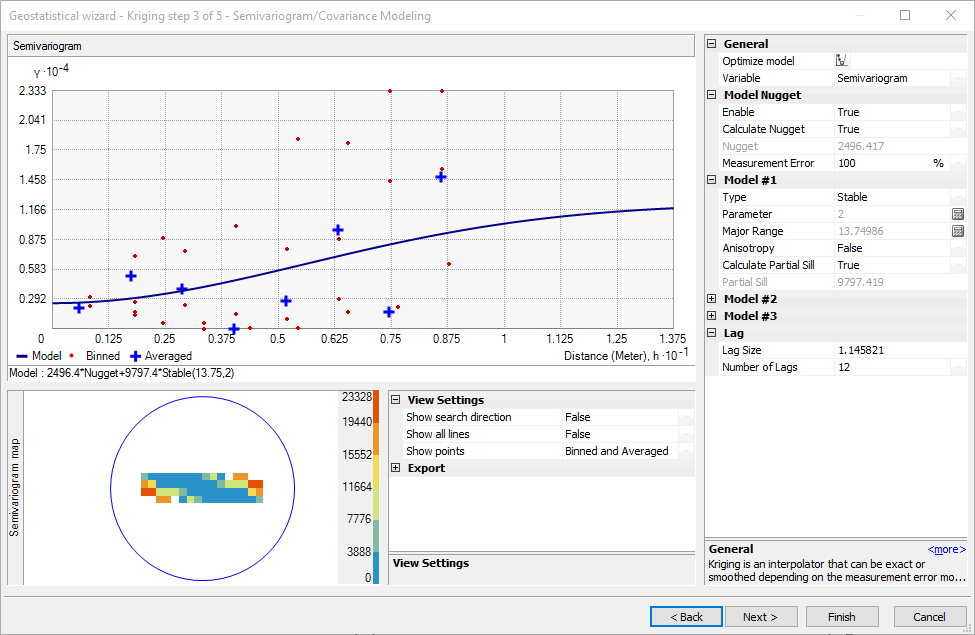 Geostatistical wizard - Kriging step 3 of 5 - Semivariogram/Covariance Modeling
Semivariogram
γ ·10⁻⁴
2.333
2.041
1.75
1.458
1.166
0.875
0.583
0.292
0 0.125 0.25 0.375 0.5 0.625 0.75 0.875 1 1.125 1.25 1.375
Model Binned Averaged Distance (Meter), h ·10⁻¹
Model : 2496.4*Nugget+9797.4*Stable(13.75,2)
Semivariogram map
23328
19440
15552
11664
7776
3888
0
View Settings
Show search direction False
Show all lines False
Show points Binned and Averaged
Export
View Settings
General
Optimize model
Variable Semivariogram
Model Nugget
Enable True
Calculate Nugget True
Nugget 2496.417
Measurement Error 100 %
Model #1
Type Stable
Parameter 2
Major Range 13.74986
Anisotropy False
Calculate Partial Sill True
Partial Sill 9797.419
Model #2
Model #3
Lag
Lag Size 1.145821
Number of Lags 12
General <more>
Kriging is an interpolator that can be exact or
smoothed depending on the measurement error mo...
< Back Next > Finish Cancel